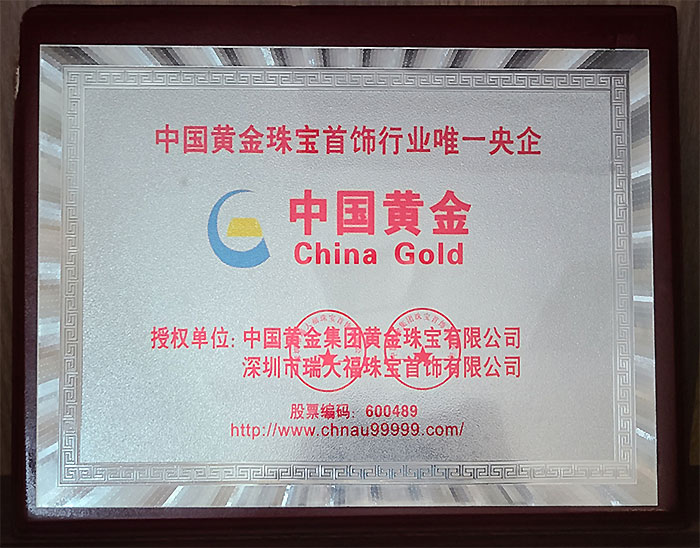 中国黄金珠宝首饰行业唯一央企
中国黄金
China Gold
授权单位: 中国黄金集团黄金珠宝有限公司
深圳市瑞大福珠宝首饰有限公司
股票编码: 600489
http://www.chnau99999.com/